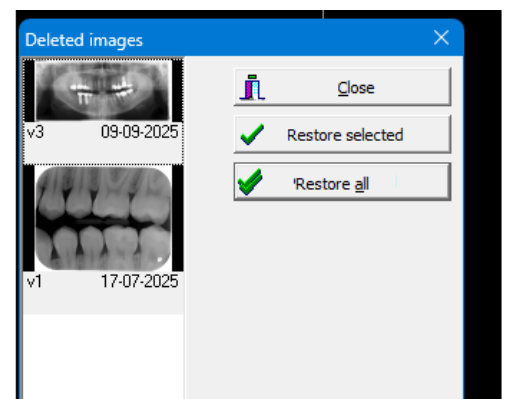 Deleted images
v3 09-09-2025
v1 17-07-2025
Close
Restore selected
'Restore all